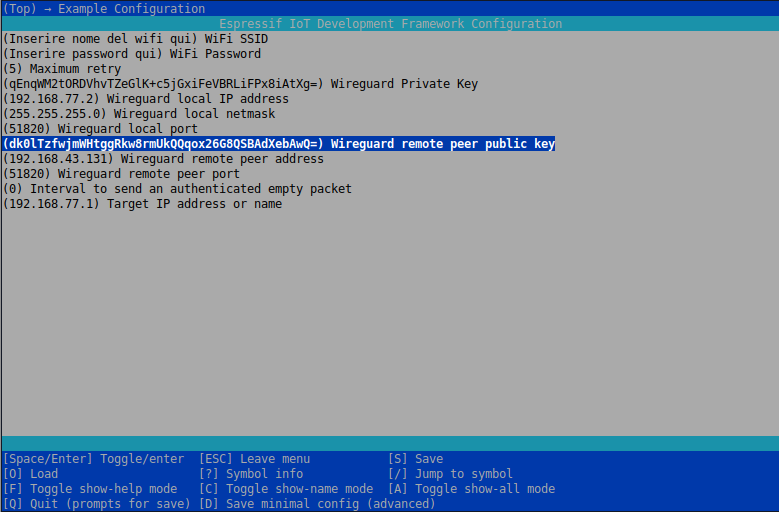 (Top) → Example Configuration
Espressif IoT Development Framework Configuration
(Inserire nome del wifi qui) WiFi SSID
(Inserire password qui) WiFi Password
(5) Maximum retry
(qEnqWM2tORDVhvTZeGlK+c5jGxiFeVBRLiFPx8iAtXg=) Wireguard Private Key
(192.168.77.2) Wireguard local IP address
(255.255.255.0) Wireguard local netmask
(51820) Wireguard local port
(dk0lTzfwjmWHtggRkw8rmUkQQqox26G8QSBAdXebAwQ=) Wireguard remote peer public key
(192.168.43.131) Wireguard remote peer address
(51820) Wireguard remote peer port
(0) Interval to send an authenticated empty packet
(192.168.77.1) Target IP address or name
[Space/Enter] Toggle/enter [ESC] Leave menu [S] Save
[O] Load [?] Symbol info [/] Jump to symbol
[F] Toggle show-help mode [C] Toggle show-name mode [A] Toggle show-all mode
[Q] Quit (prompts for save) [D] Save minimal config (advanced)